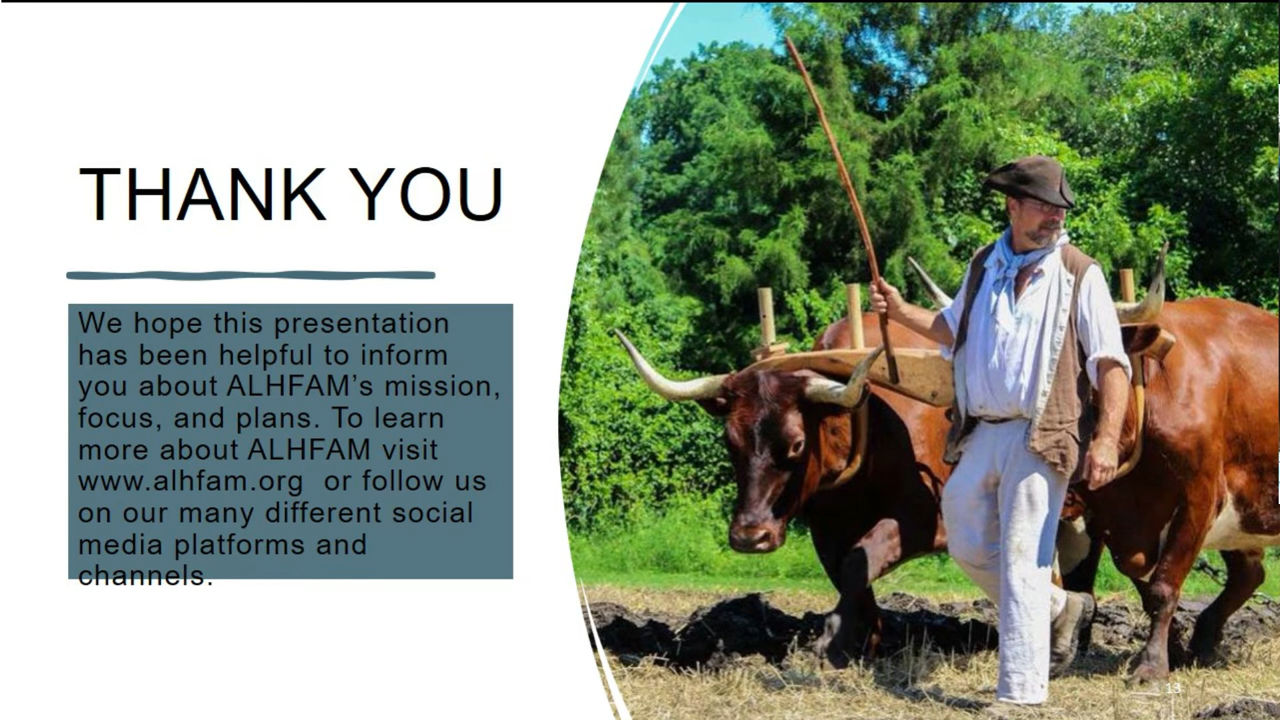 THANK YOU
We hope this presentation
has been helpful to inform
you about ALHFAM’s mission,
focus, and plans. To learn
more about ALHFAM visit
www.alhfam.org  or follow us
on our many different social
media platforms and
channels.
13